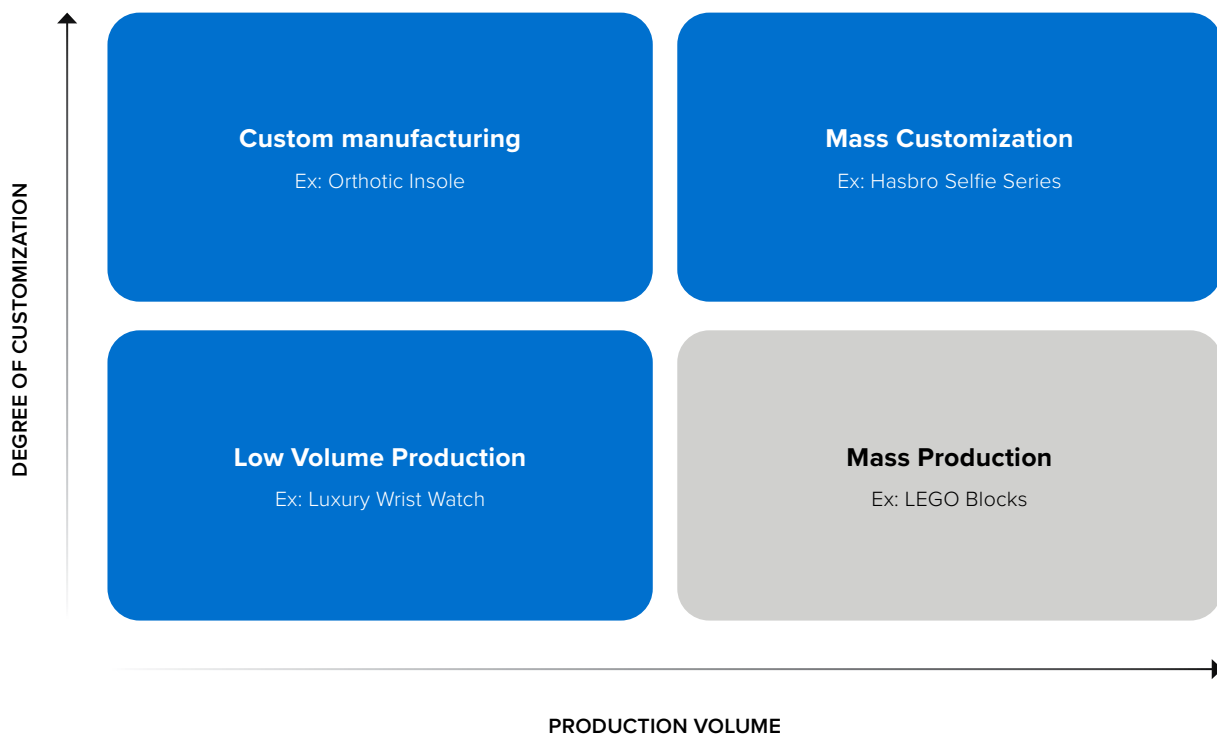 DEGREE OF CUSTOMIZATION
Custom manufacturing
Ex: Orthotic Insole
Mass Customization
Ex: Hasbro Selfie Series
Low Volume Production
Ex: Luxury Wrist Watch
Mass Production
Ex: LEGO Blocks
PRODUCTION VOLUME